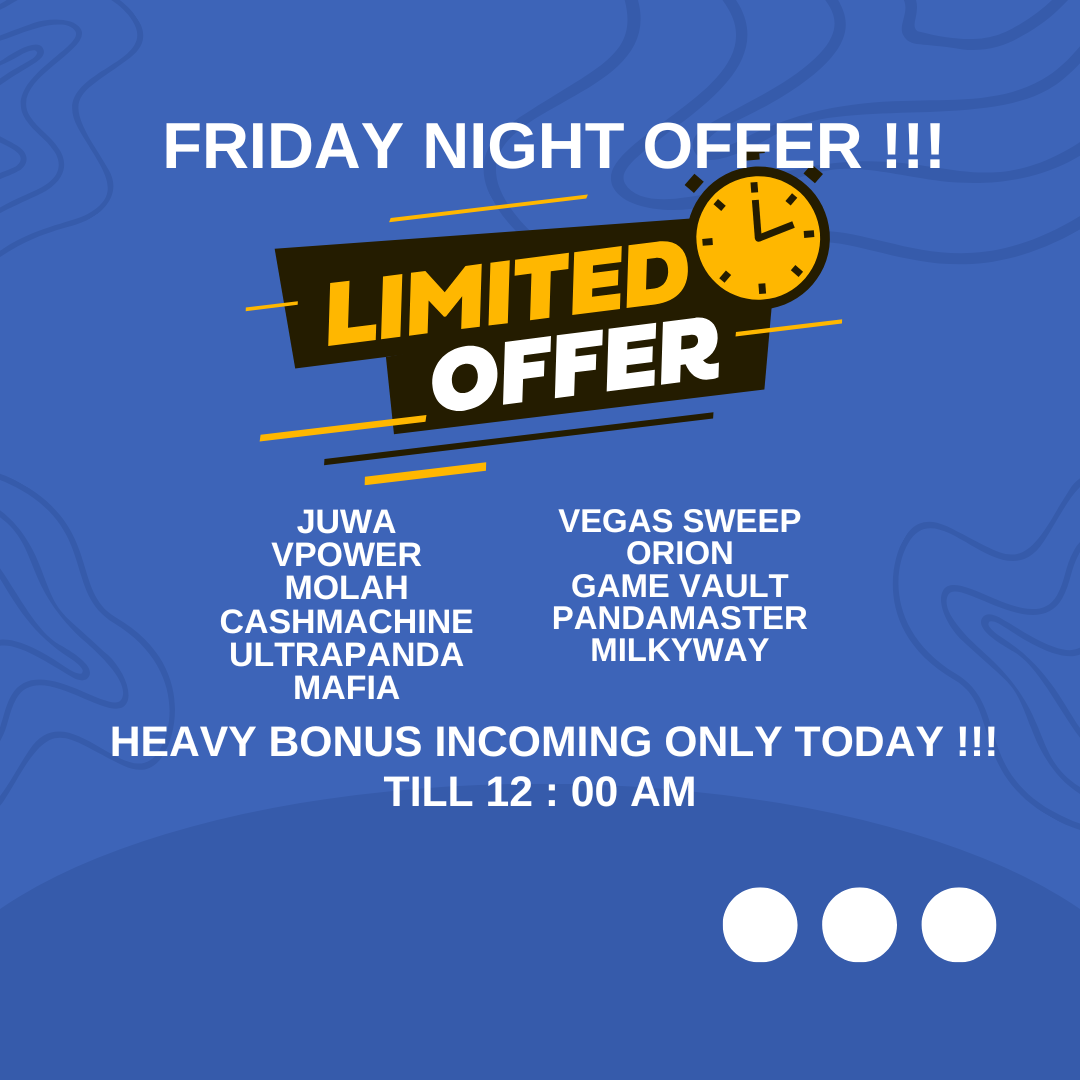 FRIDAY NIGHT OFFER !!!
LIMITED
OFFER
JUWA
VPOWER
MOLAH
CASHMACHINE
ULTRAPANDA
MAFIA
VEGAS SWEEP
ORION
GAME VAULT
PANDAMASTER
MILKYWAY
HEAVY BONUS INCOMING ONLY TODAY !!!
TILL 12 : 00 AM